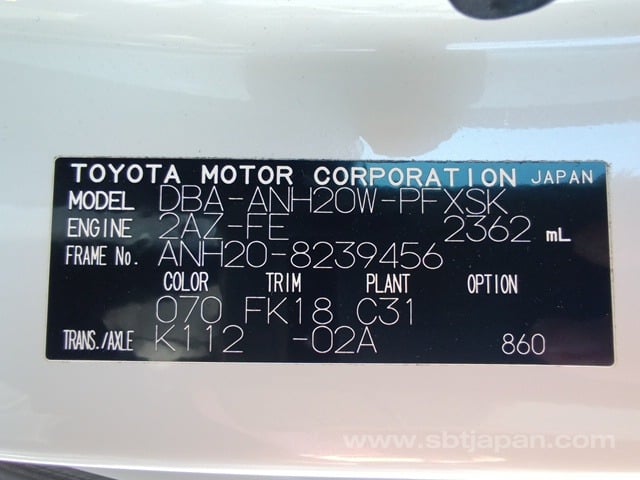 TOYOTA MOTOR CORPORATION JAPAN
MODEL DBA-ANH20W-PFXSK
ENGINE 2AZ-FE 2362 mL
FRAME No. ANH20-8239456
COLOR TRIM PLANT OPTION
070 FK18 C31
TRANS./AXLE K112 -02A 860
www.sbtjapan.com